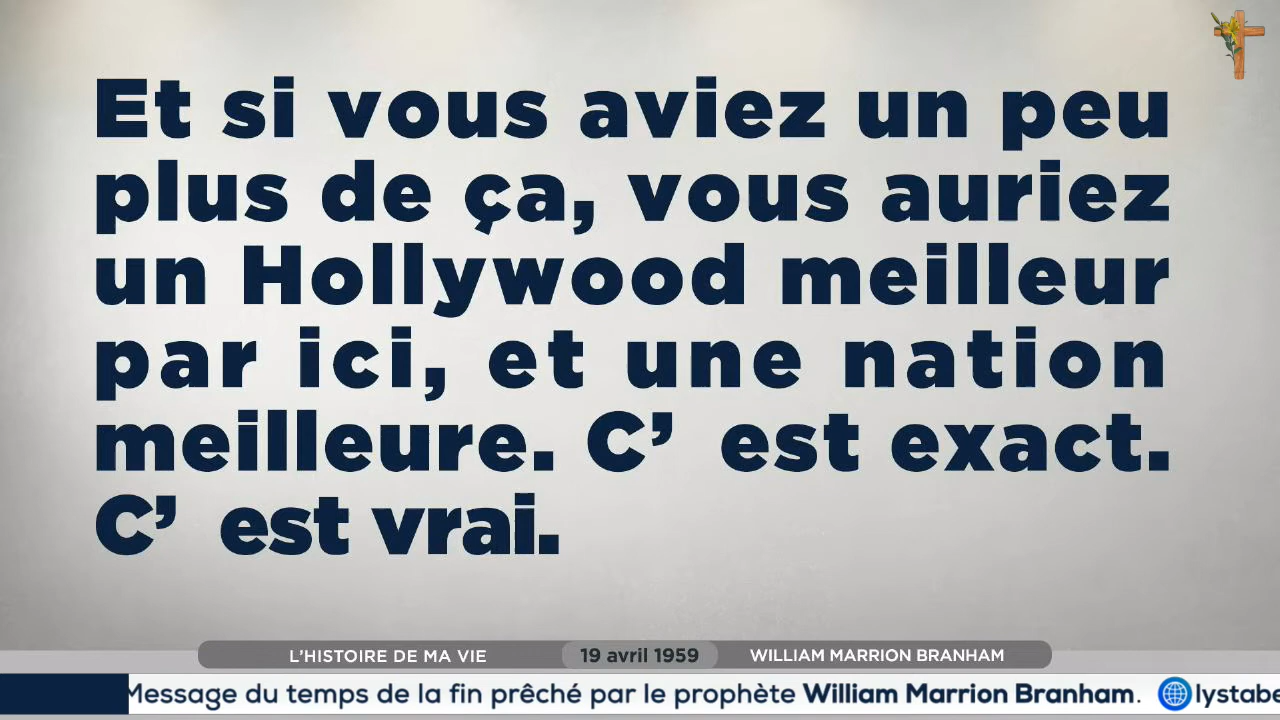 Et si vous aviez un peu
plus de ça, vous auriez
un Hollywood meilleur
par ici, et une nation
meilleure. C’ est exact.
C’ est vrai.
L’HISTOIRE DE MA VIE 19 avril 1959 WILLIAM MARRION BRANHAM
Message du temps de la fin prêché par le prophète William Marrion Branham. lystabe